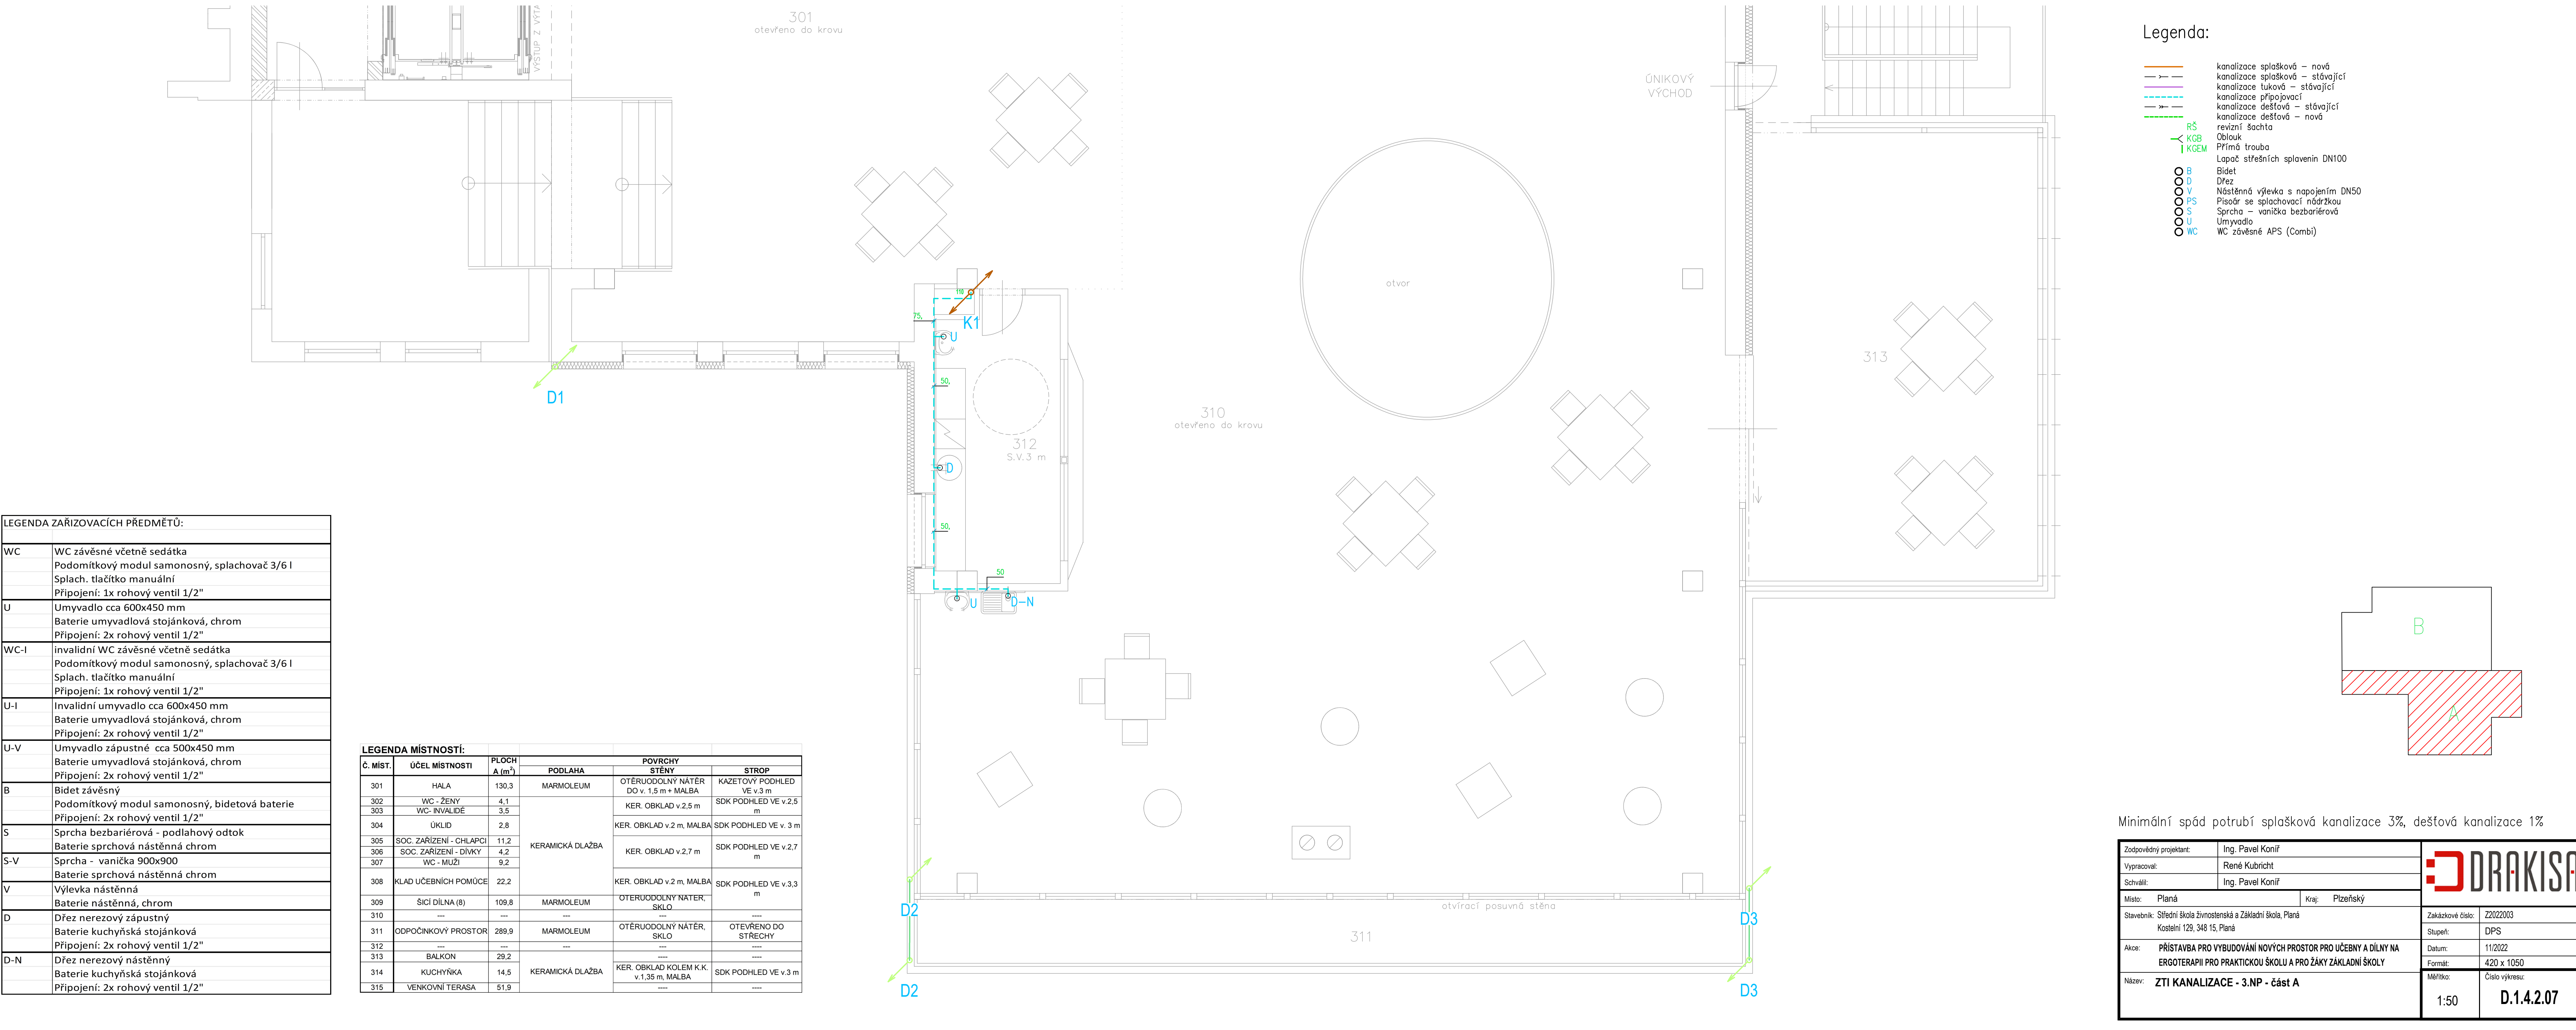 301
otevřeno do krovu
ÚNIKOVÝ
VÝCHOD
otvor
313
310
otevřeno do krovu
312
S.V.3 m
110
K1
75,
U
50,
D
50,
50
U
D-N
D1
D2
D2
D3
D3
otvírací posuvná stěna
311
Legenda:
kanalizace splašková – nová
kanalizace splašková – stávající
kanalizace tuková – stávající
kanalizace připojovací
kanalizace dešťová – stávající
kanalizace dešťová – nová
RŠ revizní šachta
KGB Oblouk
KGEM Přímá trouba
Lapač střešních splavenin DN100
B Bidet
D Dřez
V Nástěnná výlevka s napojením DN50
PS Pisoár se splachovací nádržkou
S Sprcha – vanička bezbariérová
U Umyvadlo
WC WC závěsné APS (Combi)
LEGENDA ZAŘIZOVACÍCH PŘEDMĚTŮ:
WC WC závěsné včetně sedátka
Podomítkový modul samonosný, splachovač 3/6 l
Splach. tlačítko manuální
Připojení: 1x rohový ventil 1/2"
U Umyvadlo cca 600x450 mm
Baterie umyvadlová stojánková, chrom
Připojení: 2x rohový ventil 1/2"
WC-I invalidní WC závěsné včetně sedátka
Podomítkový modul samonosný, splachovač 3/6 l
Splach. tlačítko manuální
Připojení: 1x rohový ventil 1/2"
U-I Invalidní umyvadlo cca 600x450 mm
Baterie umyvadlová stojánková, chrom
Připojení: 2x rohový ventil 1/2"
U-V Umyvadlo zápustné cca 500x450 mm
Baterie umyvadlová stojánková, chrom
Připojení: 2x rohový ventil 1/2"
B Bidet závěsný
Podomítkový modul samonosný, bidetová baterie
Připojení: 2x rohový ventil 1/2"
S Sprcha bezbariérová - podlahový odtok
Baterie sprchová nástěnná chrom
S-V Sprcha - vanička 900x900
Baterie sprchová nástěnná chrom
V Výlevka nástěnná
Baterie nástěnná, chrom
D Dřez nerezový zápustný
Baterie kuchyňská stojánková
Připojení: 2x rohový ventil 1/2"
D-N Dřez nerezový nástěnný
Baterie kuchyňská stojánková
Připojení: 2x rohový ventil 1/2"
LEGENDA MÍSTNOSTÍ:
Č. MÍST. ÚČEL MÍSTNOSTI PLOCH A (m²) POVRCHY
PODLAHA STĚNY STROP
301 HALA 130,3 MARMOLEUM OTĚRUODOLNÝ NÁTĚR DO v. 1,5 m + MALBA KAZETOVÝ PODHLED VE v.3 m
302 WC - ŽENY 4,1 KER. OBKLAD v.2,5 m SDK PODHLED VE v.2,5 m
303 WC- INVALIDÉ 3,5
304 ÚKLID 2,8 KER. OBKLAD v.2 m, MALBA SDK PODHLED VE v. 3 m
305 SOC. ZAŘÍZENÍ - CHLAPCI 11,2 KERAMICKÁ DLAŽBA KER. OBKLAD v.2,7 m SDK PODHLED VE v.2,7 m
306 SOC. ZAŘÍZENÍ - DÍVKY 4,2
307 WC - MUŽI 9,2
308 KLAD UČEBNÍCH POMŮCE 22,2 KER. OBKLAD v.2 m, MALBA SDK PODHLED VE v.3,3 m
309 ŠICÍ DÍLNA (8) 109,8 MARMOLEUM OTĚRUODOLNÝ NÁTĚR, SKLO
310 --- --- --- --- ----
311 ODPOČINKOVÝ PROSTOR 289,9 MARMOLEUM OTĚRUODOLNÝ NÁTĚR, SKLO OTEVŘENO DO STŘECHY
312 --- --- --- --- ----
313 BALKON 29,2 ---- ----
314 KUCHYŇKA 14,5 KERAMICKÁ DLAŽBA KER. OBKLAD KOLEM K.K. v.1,35 m, MALBA SDK PODHLED VE v.3 m
315 VENKOVNÍ TERASA 51,9 ---- ----
B
A
Minimální spád potrubí splašková kanalizace 3%, dešťová kanalizace 1%
Zodpovědný projektant: Ing. Pavel Koníř
Vypracoval: René Kubricht
Schválil: Ing. Pavel Koníř
DRAKISA
Místo: Planá Kraj: Plzeňský
Stavebník: Střední škola živnostenská a Základní škola, Planá
Kostelní 129, 348 15, Planá
Zakázkové číslo: Z2022003
Stupeň: DPS
Akce: PŘÍSTAVBA PRO VYBUDOVÁNÍ NOVÝCH PROSTOR PRO UČEBNY A DÍLNY NA
ERGOTERAPII PRO PRAKTICKOU ŠKOLU A PRO ŽÁKY ZÁKLADNÍ ŠKOLY
Datum: 11/2022
Formát: 420 x 1050
Název: ZTI KANALIZACE - 3.NP - část A
Měřítko: 1:50
Číslo výkresu: D.1.4.2.07